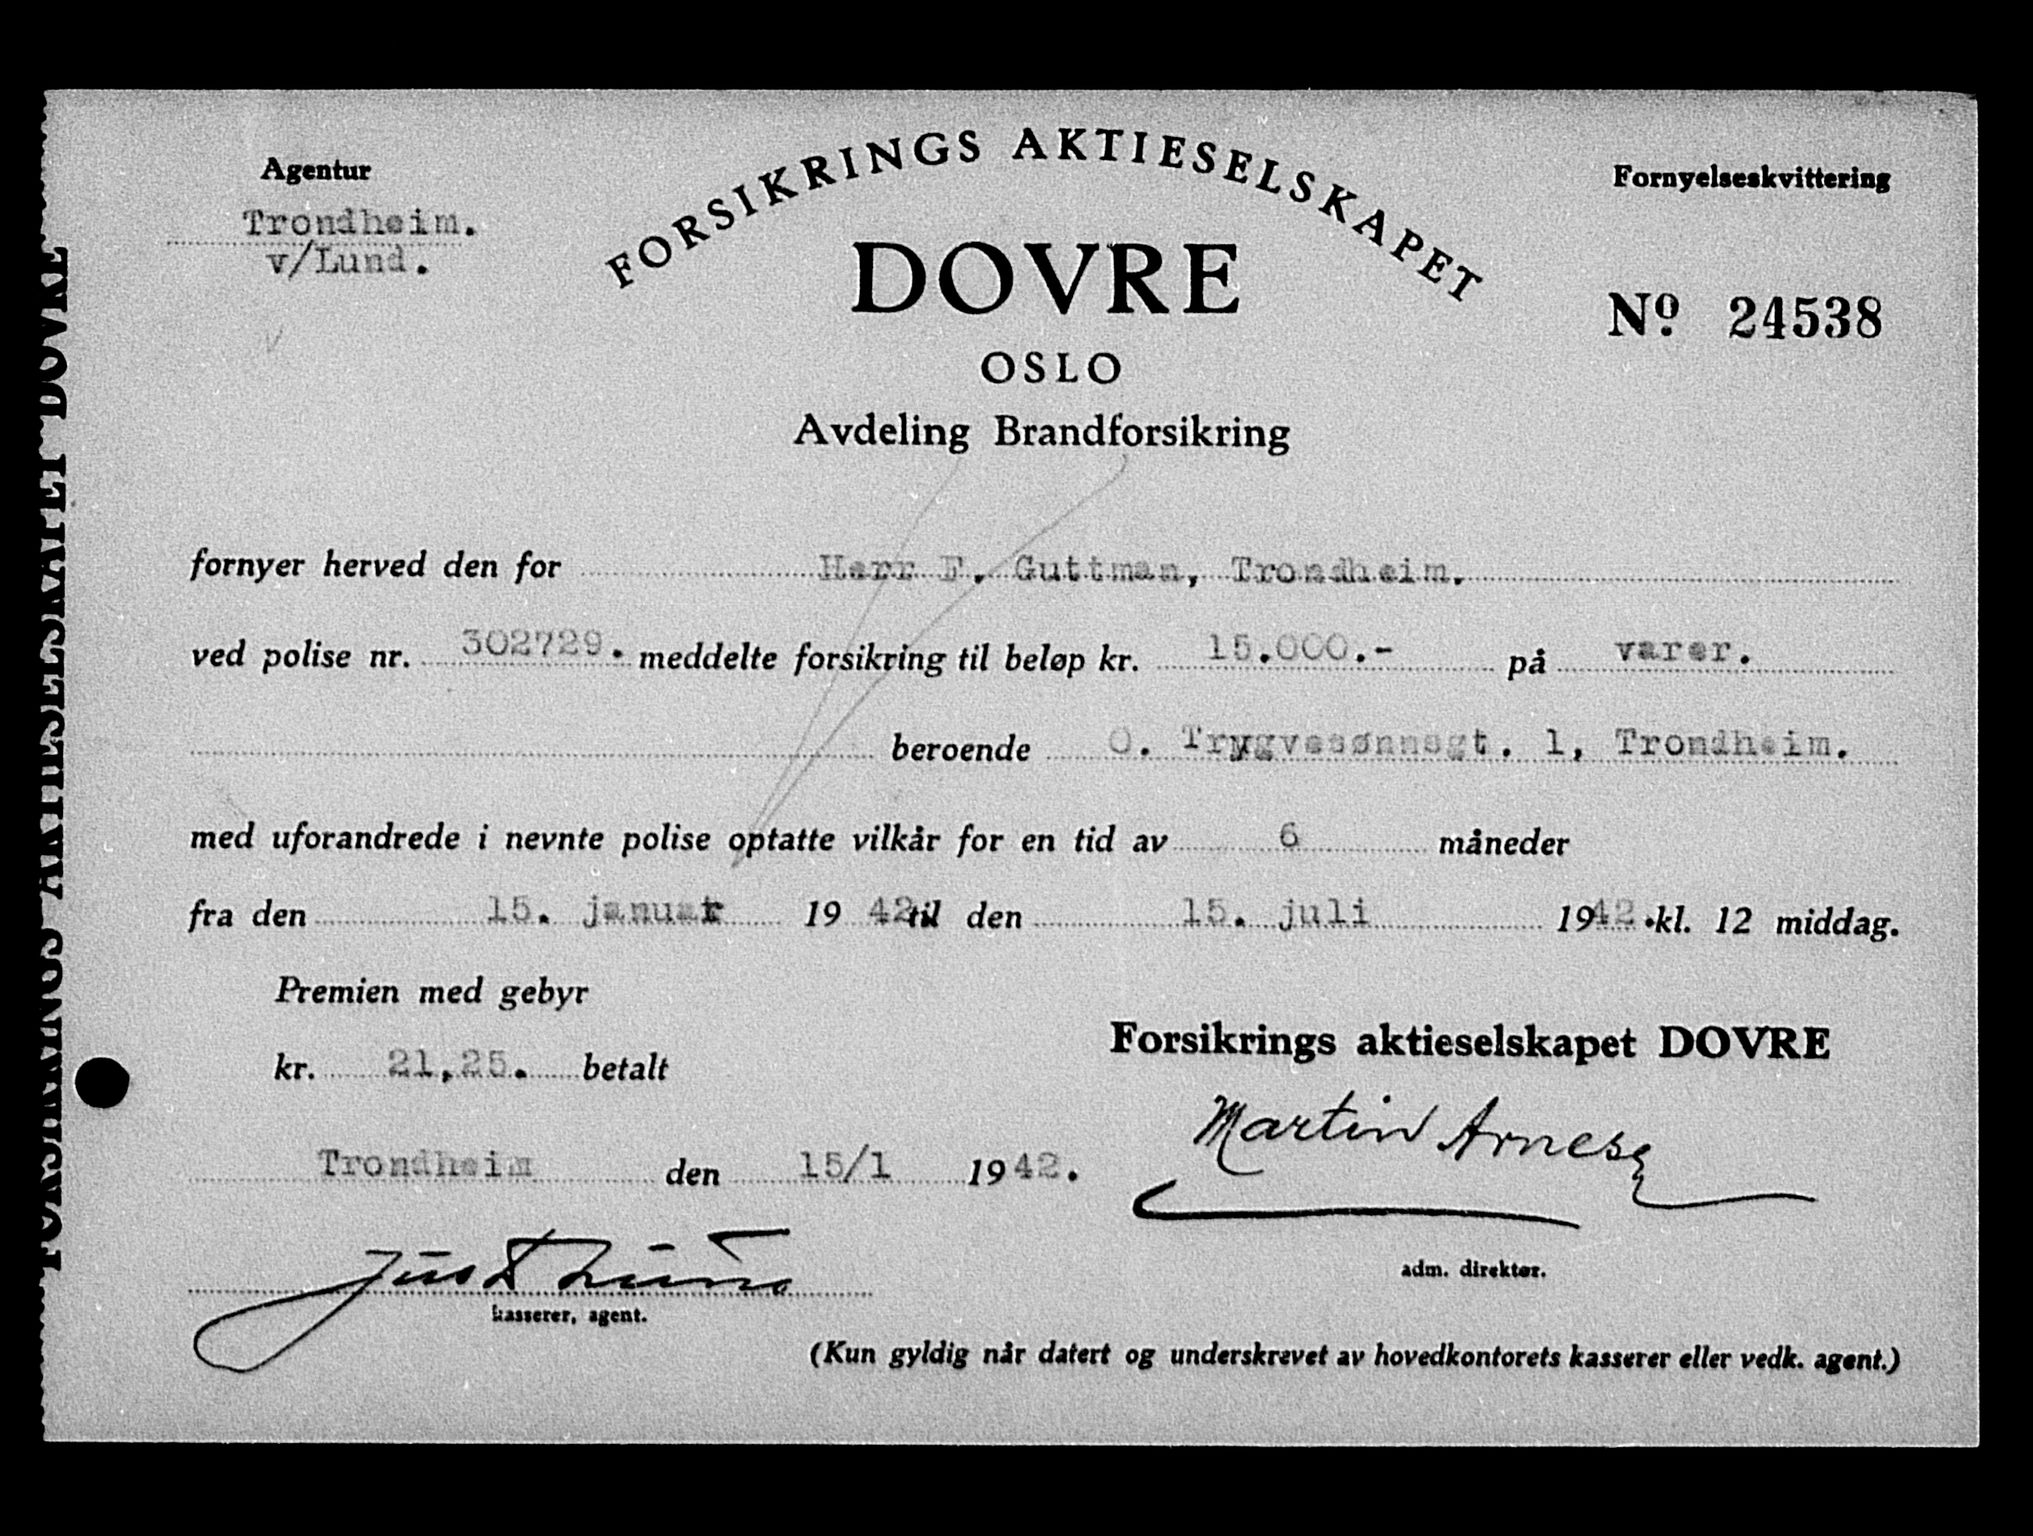 Agentur
Trondheim.
v/Lund.
FORSIKRINGS AKTIESELSKAPET
DOVRE
OSLO
Avdeling Brandforsikring
Fornyelseskvittering
Nº 24538
fornyer herved den for Herr F. Guttman, Trondheim.
ved polise nr. 302729. meddelte forsikring til beløp kr. 15.000.- på varer.
beroende O. Trygvesønnsgt. 1, Trondheim.
med uforandrede i nevnte polise optatte vilkår for en tid av 6 måneder
fra den 15. januar 1942 til den 15. juli 1942. kl. 12 middag.
Premien med gebyr
kr. 21,25. betalt
Forsikrings aktieselskapet DOVRE
Trondheim den 15/1 1942.
Martin Arnesen
adm. direktør.
Just Lund
kasserer, agent.
(Kun gyldig når datert og underskrevet av hovedkontorets kasserer eller vedk. agent.)